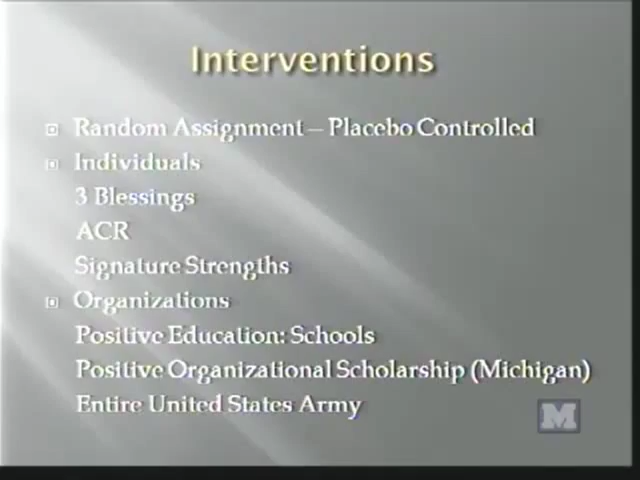 Interventions
Random Assignment – Placebo Controlled
Individuals
3 Blessings
ACR
Signature Strengths
Organizations
Positive Education: Schools
Positive Organizational Scholarship (Michigan)
Entire United States Army
M